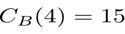 C_B(4) = 15